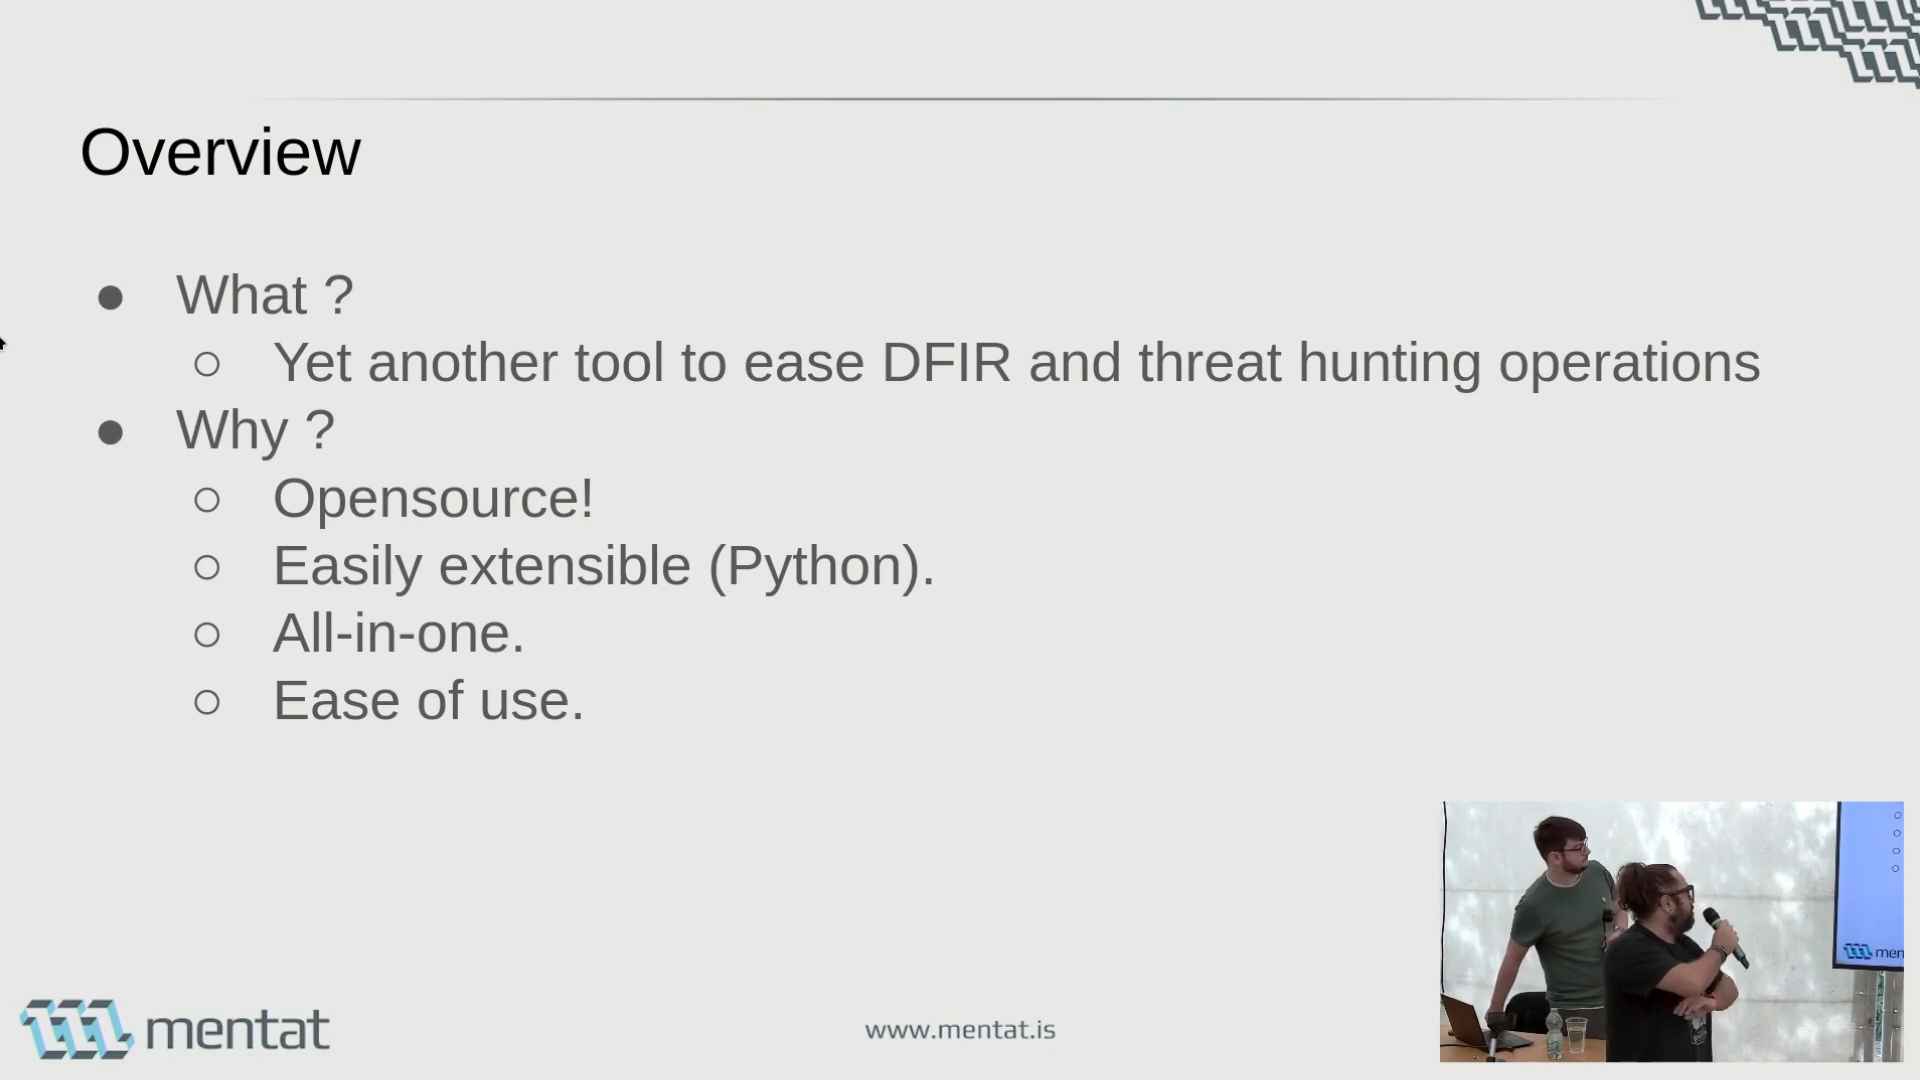 Overview
● What ?
○ Yet another tool to ease DFIR and threat hunting operations
● Why ?
○ Opensource!
○ Easily extensible (Python).
○ All-in-one.
○ Ease of use.
mentat
www.mentat.is
men